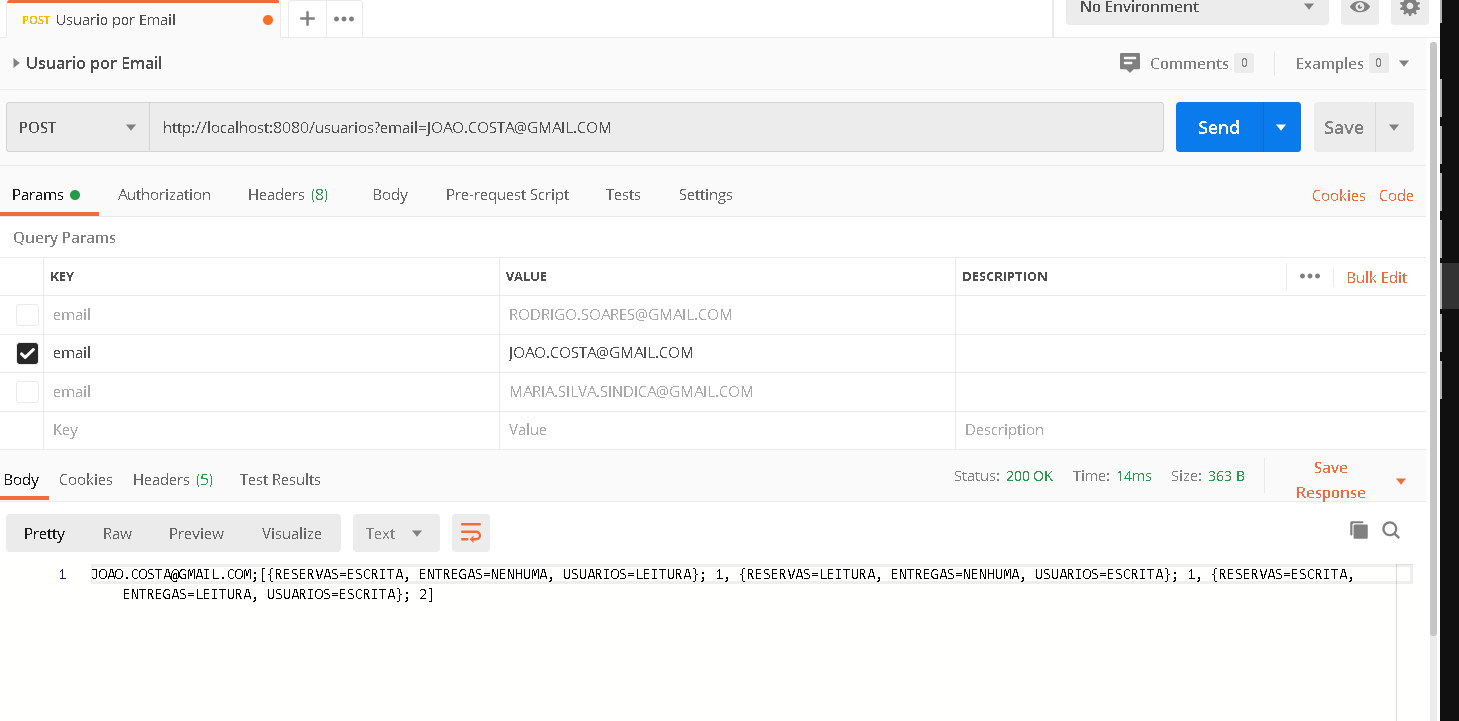 POST Usuario por Email
No Environment
Usuario por Email
Comments 0
Examples 0
POST
http://localhost:8080/usuarios?email=JOAO.COSTA@GMAIL.COM
Send
Save
Params Authorization Headers (8) Body Pre-request Script Tests Settings
Cookies Code
Query Params
KEY VALUE DESCRIPTION
Bulk Edit
email RODRIGO.SOARES@GMAIL.COM
email JOAO.COSTA@GMAIL.COM
email MARIA.SILVA.SINDICA@GMAIL.COM
Key Value Description
Body Cookies Headers (5) Test Results
Status: 200 OK Time: 14ms Size: 363 B
Save
Response
Pretty Raw Preview Visualize Text
1 JOAO.COSTA@GMAIL.COM;[{RESERVAS=ESCRITA, ENTREGAS=NENHUMA, USUARIOS=LEITURA}; 1, {RESERVAS=LEITURA, ENTREGAS=NENHUMA, USUARIOS=ESCRITA}; 1, {RESERVAS=ESCRITA,
ENTREGAS=LEITURA, USUARIOS=ESCRITA}; 2]